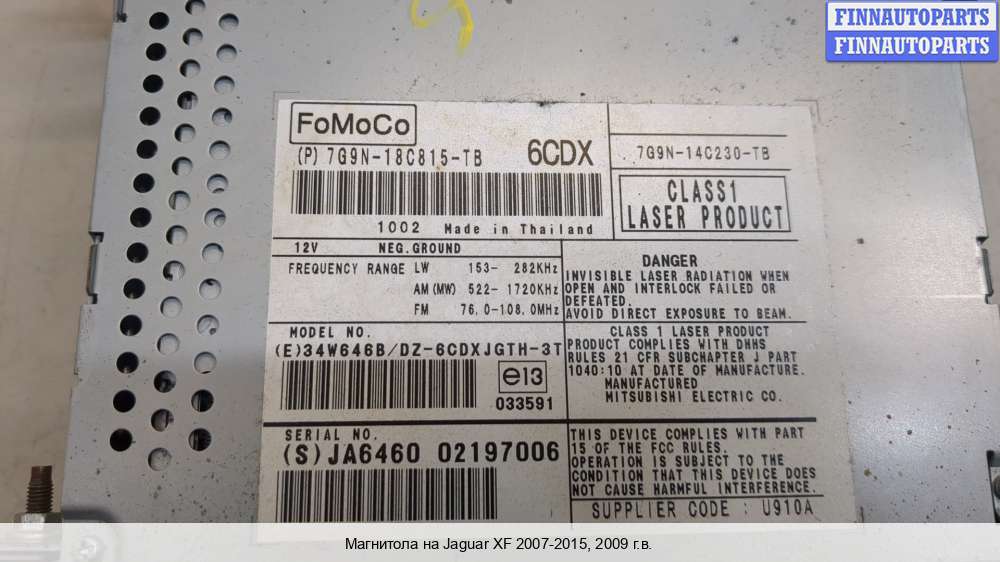 FINNAUTOPARTS
FINNAUTOPARTS
FoMoCo
(P) 7G9N-18C815-TB
6CDX
7G9N-14C230-TB
CLASS1
LASER PRODUCT
1002 Made in Thailand
12V NEG. GROUND
FREQUENCY RANGE LW 153- 282KHz
AM (MW) 522- 1720KHz
FM 76.0-108.0MHz
DANGER
INVISIBLE LASER RADIATION WHEN
OPEN AND INTERLOCK FAILED OR
DEFEATED.
AVOID DIRECT EXPOSURE TO BEAM.
MODEL NO.
(E)34W646B/DZ-6CDXJGTH-3T
e13
033591
CLASS 1 LASER PRODUCT
PRODUCT COMPLIES WITH DHHS
RULES 21 CFR SUBCHAPTER J PART
1040:10 AT DATE OF MANUFACTURE.
MANUFACTURED
MITSUBISHI ELECTRIC CO.
SERIAL NO.
(S)JA6460 02197006
THIS DEVICE COMPLIES WITH PART
15 OF THE FCC RULES.
OPERATION IS SUBJECT TO THE
CONDITION THAT THIS DEVICE DOES
NOT CAUSE HARMFUL INTERFERENCE.
SUPPLIER CODE : U910A
Магнитола на Jaguar XF 2007-2015, 2009 г.в.